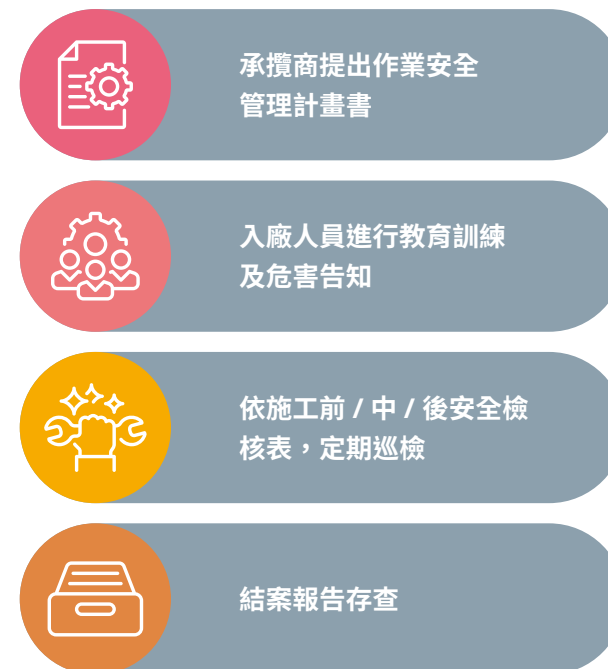 承攬商提出作業安全
管理計畫書
入廠人員進行教育訓練
及危害告知
依施工前 / 中 / 後安全檢
核表，定期巡檢
結案報告存查